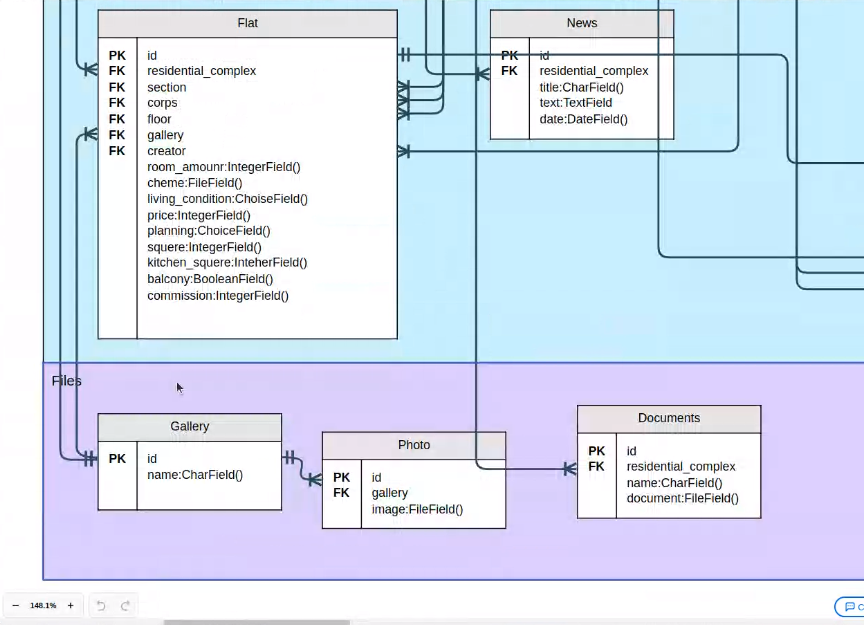 Flat
PK id
FK residential_complex
FK section
FK corps
FK floor
FK gallery
FK creator
room_amounr:IntegerField()
cheme:FileField()
living_condition:ChoiseField()
price:IntegerField()
planning:ChoiceField()
squere:IntegerField()
kitchen_squere:InteherField()
balcony:BooleanField()
commission:IntegerField()
News
PK id
FK residential_complex
title:CharField()
text:TextField
date:DateField()
Files
Gallery
PK id
name:CharField()
Photo
PK id
FK gallery
image:FileField()
Documents
PK id
FK residential_complex
name:CharField()
document:FileField()
− 148.1% +